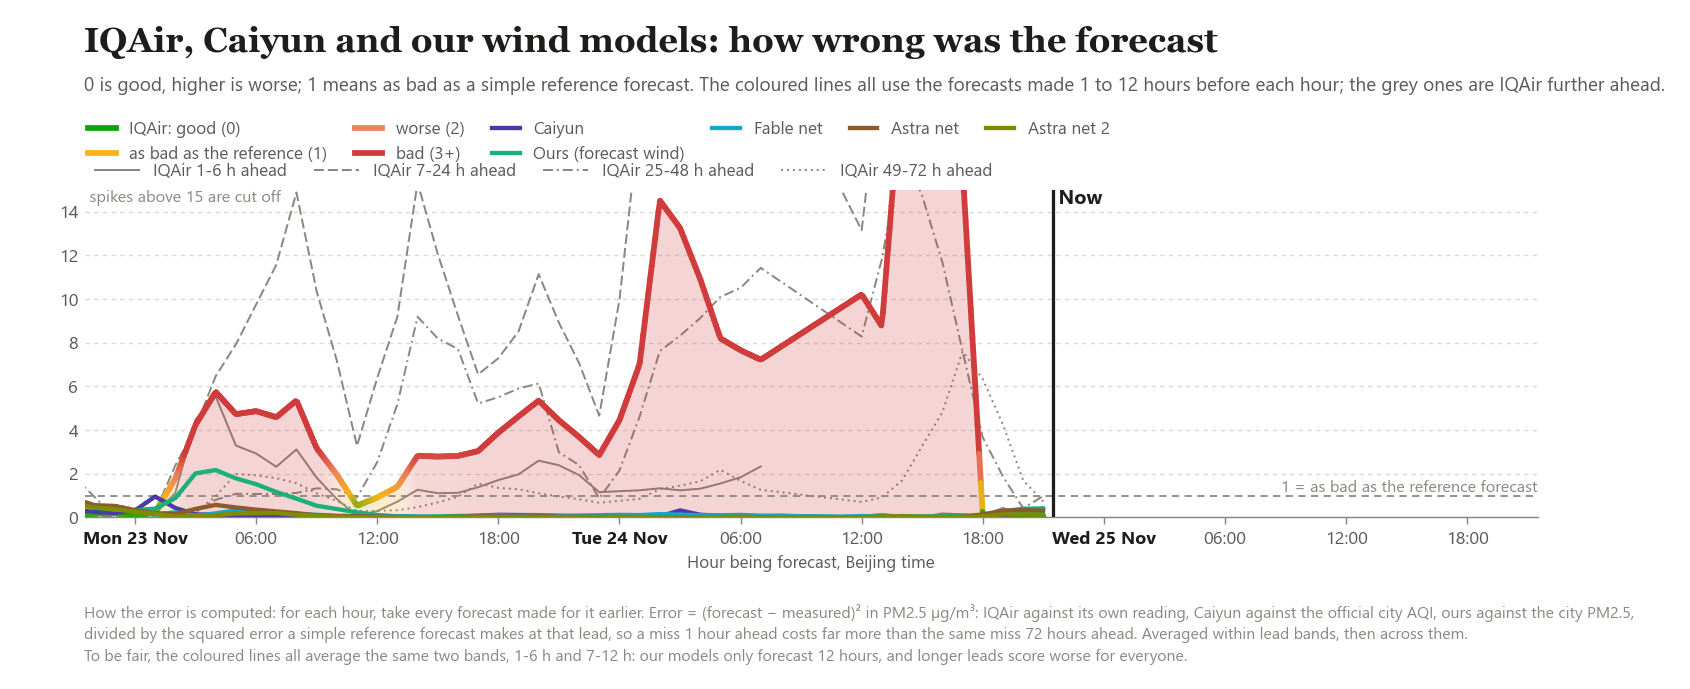 IQAir, Caiyun and our wind models: how wrong was the forecast
0 is good, higher is worse; 1 means as bad as a simple reference forecast. The coloured lines all use the forecasts made 1 to 12 hours before each hour; the grey ones are IQAir further ahead.
IQAir: good (0) worse (2) Caiyun Fable net Astra net Astra net 2
as bad as the reference (1) bad (3+) Ours (forecast wind)
IQAir 1-6 h ahead IQAir 7-24 h ahead IQAir 25-48 h ahead IQAir 49-72 h ahead
spikes above 15 are cut off
Now
14
12
10
8
6
4
2
1 = as bad as the reference forecast
0
Mon 23 Nov 06:00 12:00 18:00 Tue 24 Nov 06:00 12:00 18:00 Wed 25 Nov 06:00 12:00 18:00
Hour being forecast, Beijing time
How the error is computed: for each hour, take every forecast made for it earlier. Error = (forecast − measured)² in PM2.5 µg/m³: IQAir against its own reading, Caiyun against the official city AQI, ours against the city PM2.5,
divided by the squared error a simple reference forecast makes at that lead, so a miss 1 hour ahead costs far more than the same miss 72 hours ahead. Averaged within lead bands, then across them.
To be fair, the coloured lines all average the same two bands, 1-6 h and 7-12 h: our models only forecast 12 hours, and longer leads score worse for everyone.